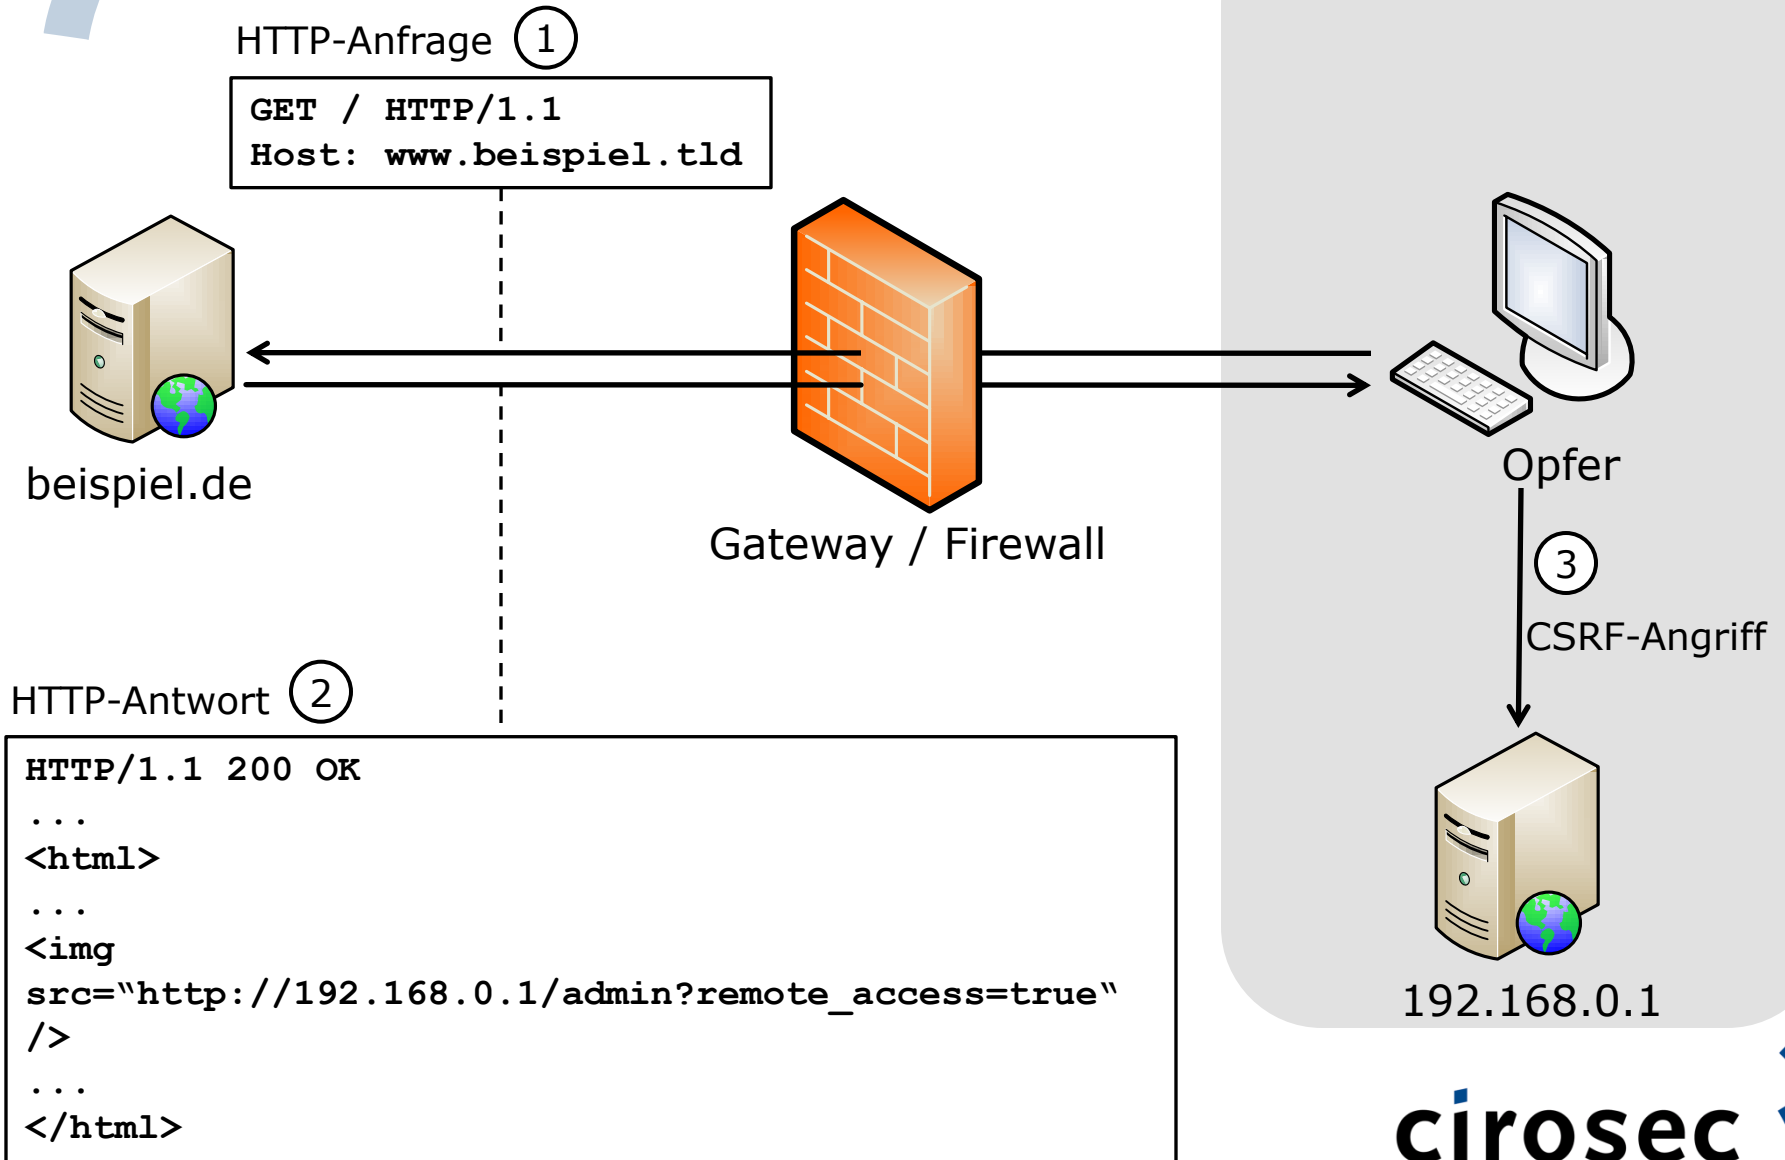 HTTP-Anfrage 1
GET / HTTP/1.1
Host: www.beispiel.tld
beispiel.de
Gateway / Firewall
Opfer
3
CSRF-Angriff
192.168.0.1
HTTP-Antwort 2
HTTP/1.1 200 OK
...
<html>
...
<img
src=“http://192.168.0.1/admin?remote_access=true“
/>
...
</html>
cirosec